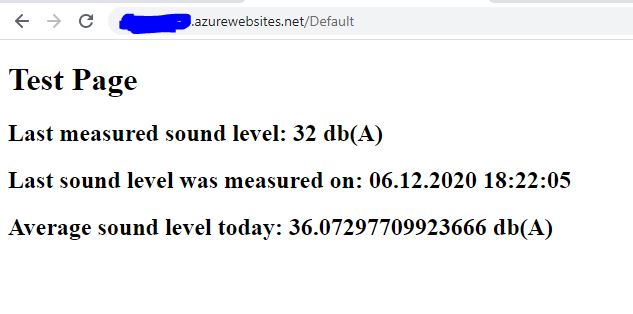 .azurewebsites.net/Default
Test Page
Last measured sound level: 32 db(A)
Last sound level was measured on: 06.12.2020 18:22:05
Average sound level today: 36.07297709923666 db(A)